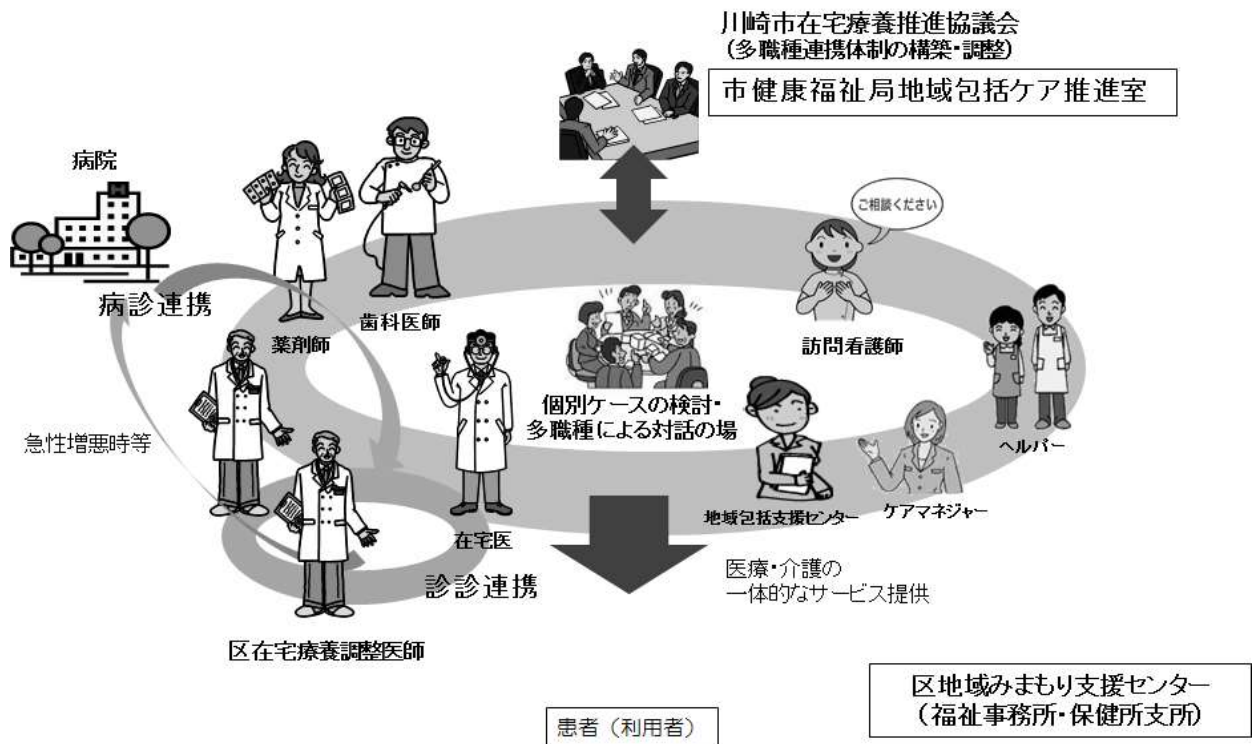 川崎市在宅療養推進協議会
(多職種連携体制の構築・調整)
市健康福祉局地域包括ケア推進室
病院
H
ご相談ください
病診連携
薬剤師
歯科医師
訪問看護師
急性増悪時等
個別ケースの検討・
多職種による対話の場
ヘルパー
地域包括支援センター
ケアマネジャー
在宅医
診診連携
医療・介護の
一体的なサービス提供
区在宅療養調整医師
区地域みまもり支援センター
(福祉事務所・保健所支所)
患者(利用者)